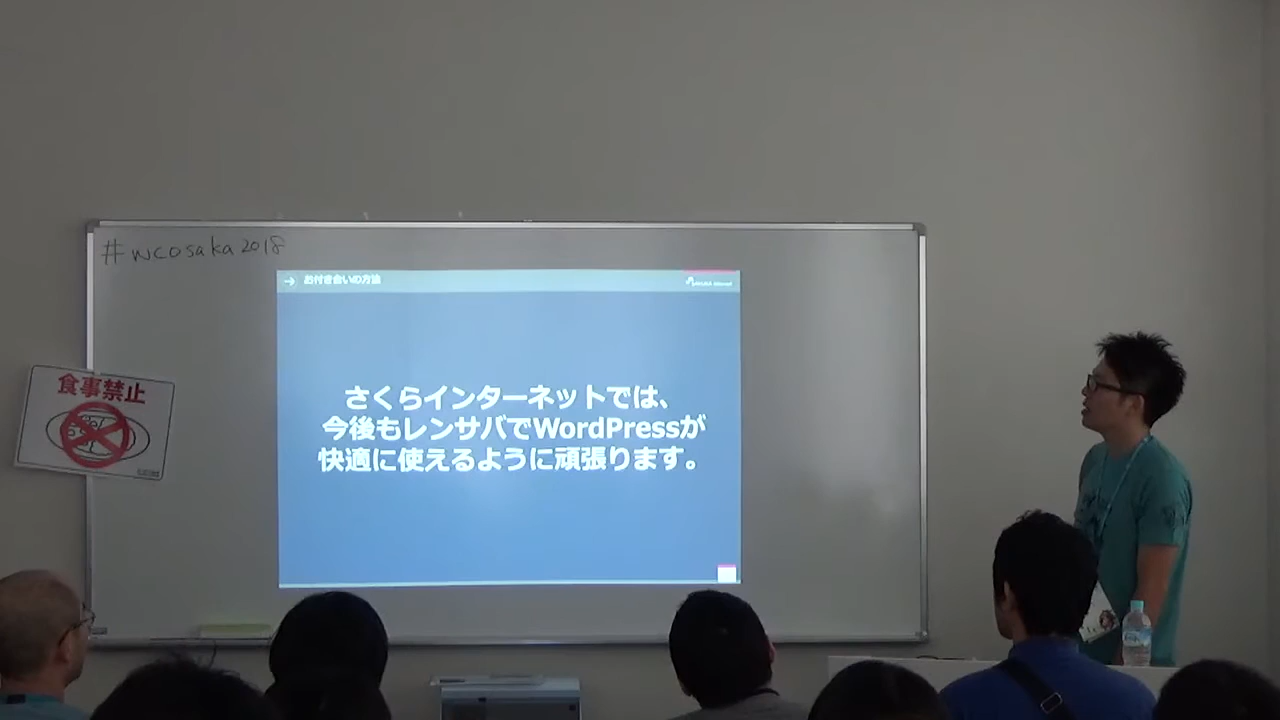 #wcosaka2018
お付き合いの方法
SAKURA internet
さくらインターネットでは、
今後もレンサバでWordPressが
快適に使えるように頑張ります。
食事禁止